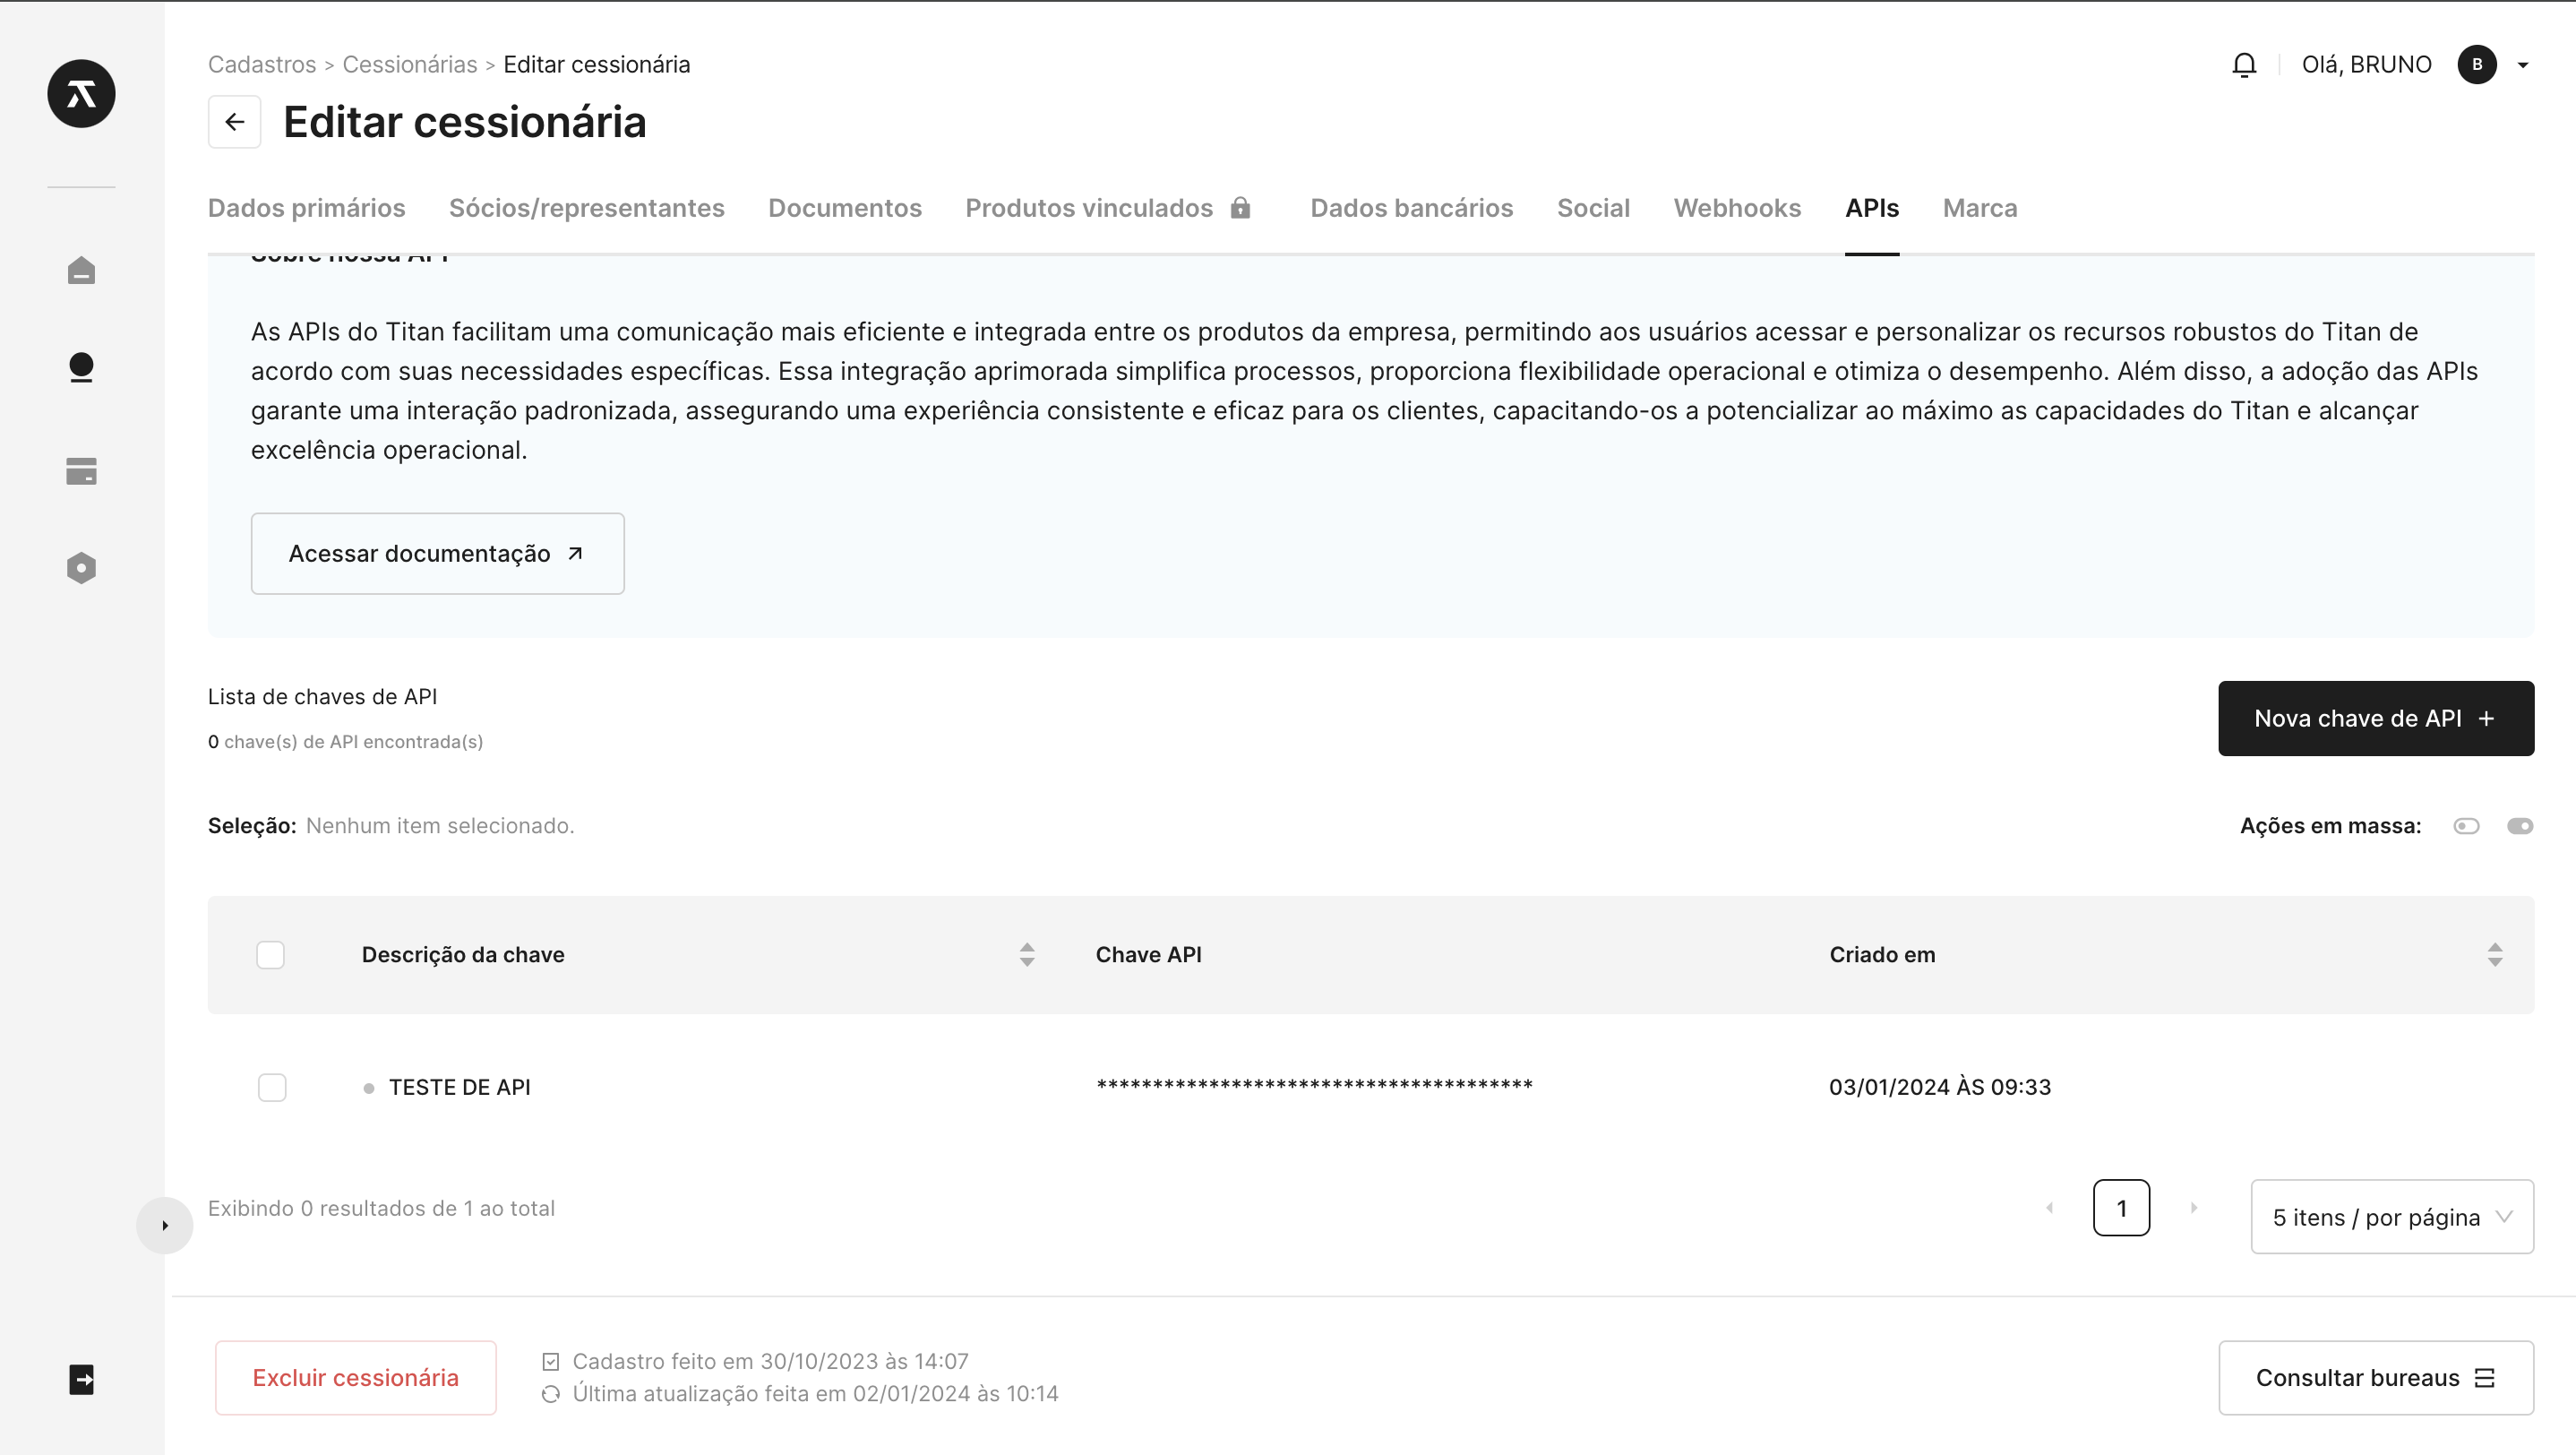 Cadastros > Cessionárias > Editar cessionária
Olá, BRUNO
B
Editar cessionária
Dados primários
Sócios/representantes
Documentos
Produtos vinculados
Dados bancários
Social
Webhooks
APIs
Marca
Sobre nossa API
As APIs do Titan facilitam uma comunicação mais eficiente e integrada entre os produtos da empresa, permitindo aos usuários acessar e personalizar os recursos robustos do Titan de
acordo com suas necessidades específicas. Essa integração aprimorada simplifica processos, proporciona flexibilidade operacional e otimiza o desempenho. Além disso, a adoção das APIs
garante uma interação padronizada, assegurando uma experiência consistente e eficaz para os clientes, capacitando-os a potencializar ao máximo as capacidades do Titan e alcançar
excelência operacional.
Acessar documentação
Lista de chaves de API
0 chave(s) de API encontrada(s)
Nova chave de API +
Seleção: Nenhum item selecionado.
Ações em massa:
Descrição da chave
Chave API
Criado em
TESTE DE API
***************************************
03/01/2024 ÀS 09:33
Exibindo 0 resultados de 1 ao total
1
5 itens / por página
Excluir cessionária
Cadastro feito em 30/10/2023 às 14:07
Última atualização feita em 02/01/2024 às 10:14
Consultar bureaus